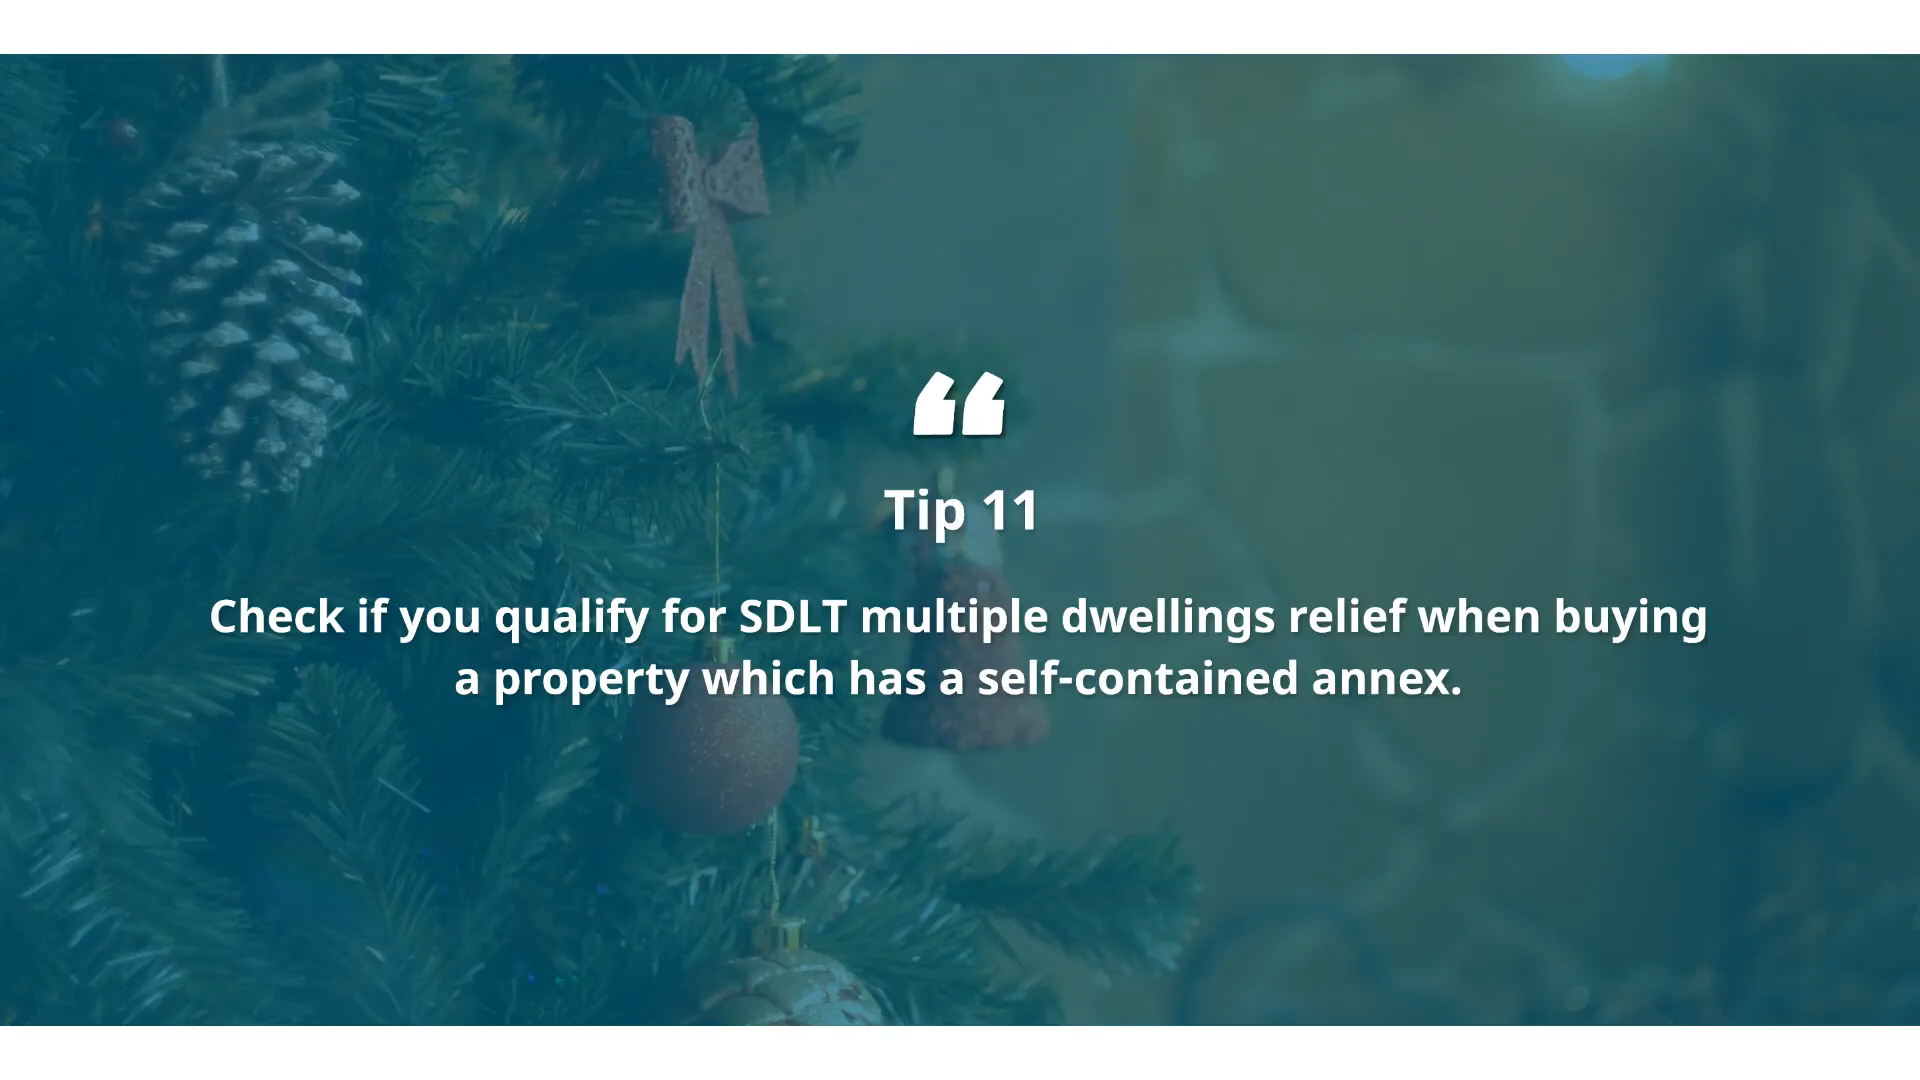 “
Tip 11
Check if you qualify for SDLT multiple dwellings relief when buying
a property which has a self-contained annex.